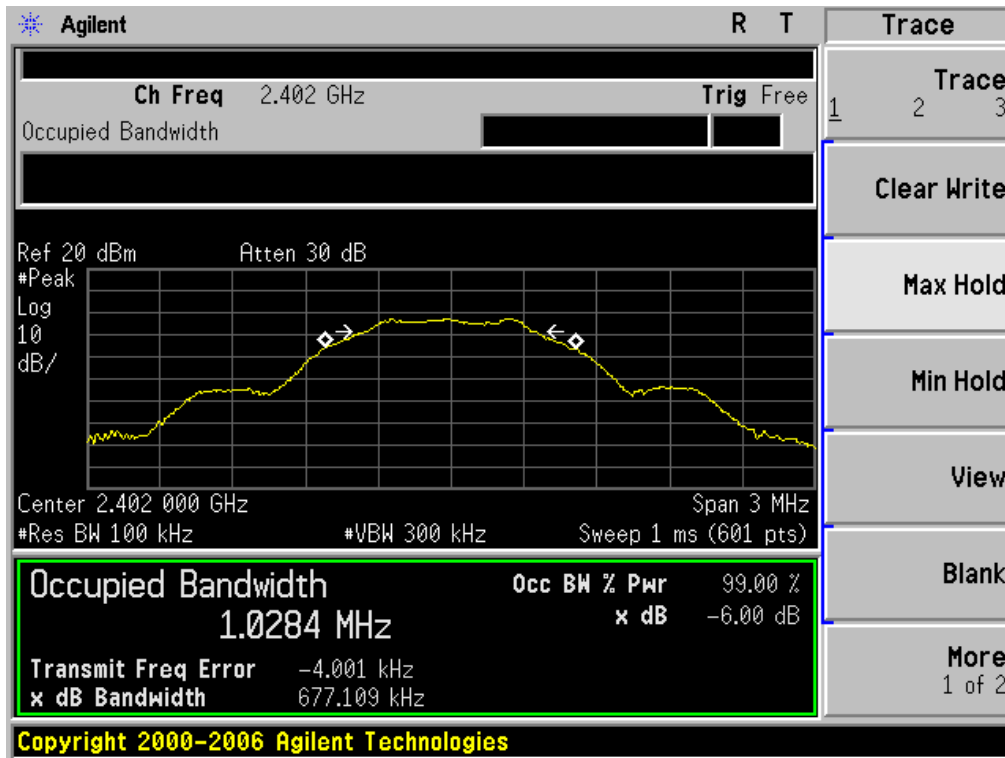 Agilent R T
Ch Freq 2.402 GHz Trig Free
Occupied Bandwidth
Ref 20 dBm Atten 30 dB
#Peak
Log
10
dB/
Center 2.402 000 GHz Span 3 MHz
#Res BW 100 kHz #VBW 300 kHz Sweep 1 ms (601 pts)
Occupied Bandwidth
1.0284 MHz
Occ BW % Pwr 99.00 %
x dB -6.00 dB
Transmit Freq Error -4.001 kHz
x dB Bandwidth 677.109 kHz
Copyright 2000-2006 Agilent Technologies
Trace
Trace
1 2 3
Clear Write
Max Hold
Min Hold
View
Blank
More
1 of 2